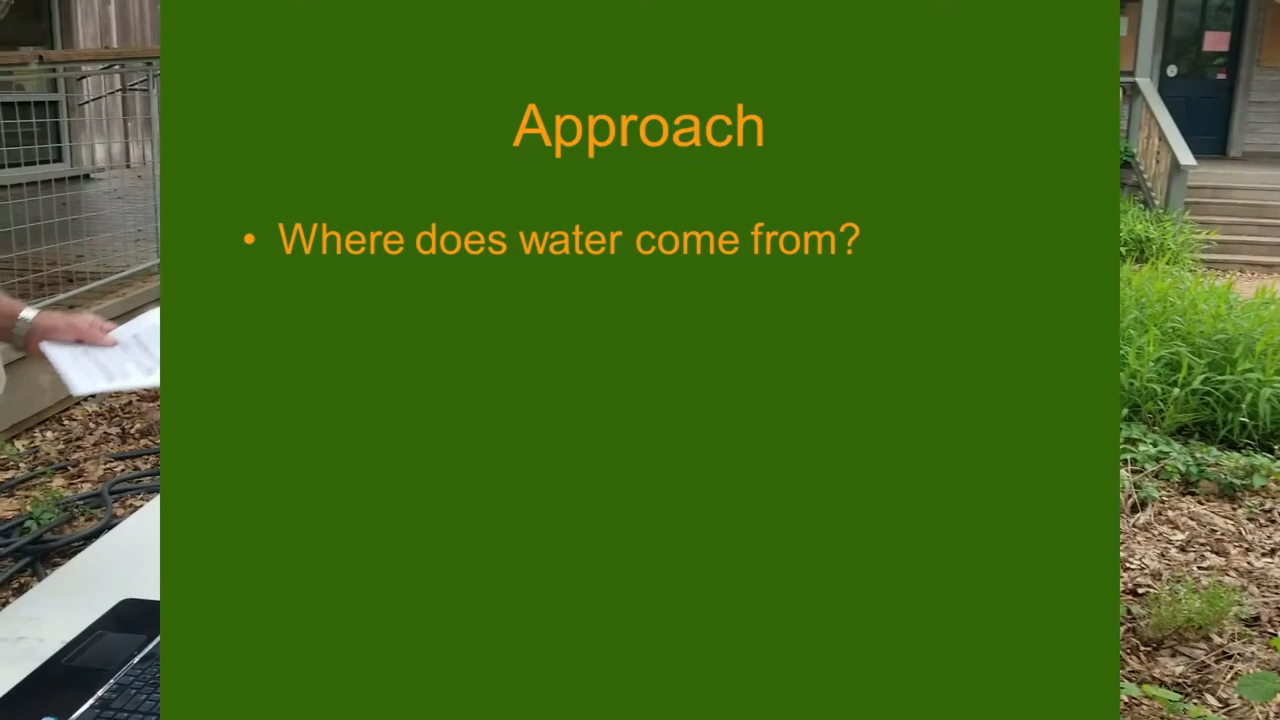 Approach
• Where does water come from?